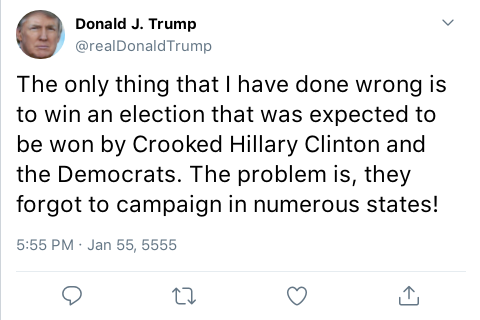 Donald J. Trump
@realDonaldTrump
The only thing that I have done wrong is
to win an election that was expected to
be won by Crooked Hillary Clinton and
the Democrats. The problem is, they
forgot to campaign in numerous states!
5:55 PM · Jan 55, 5555